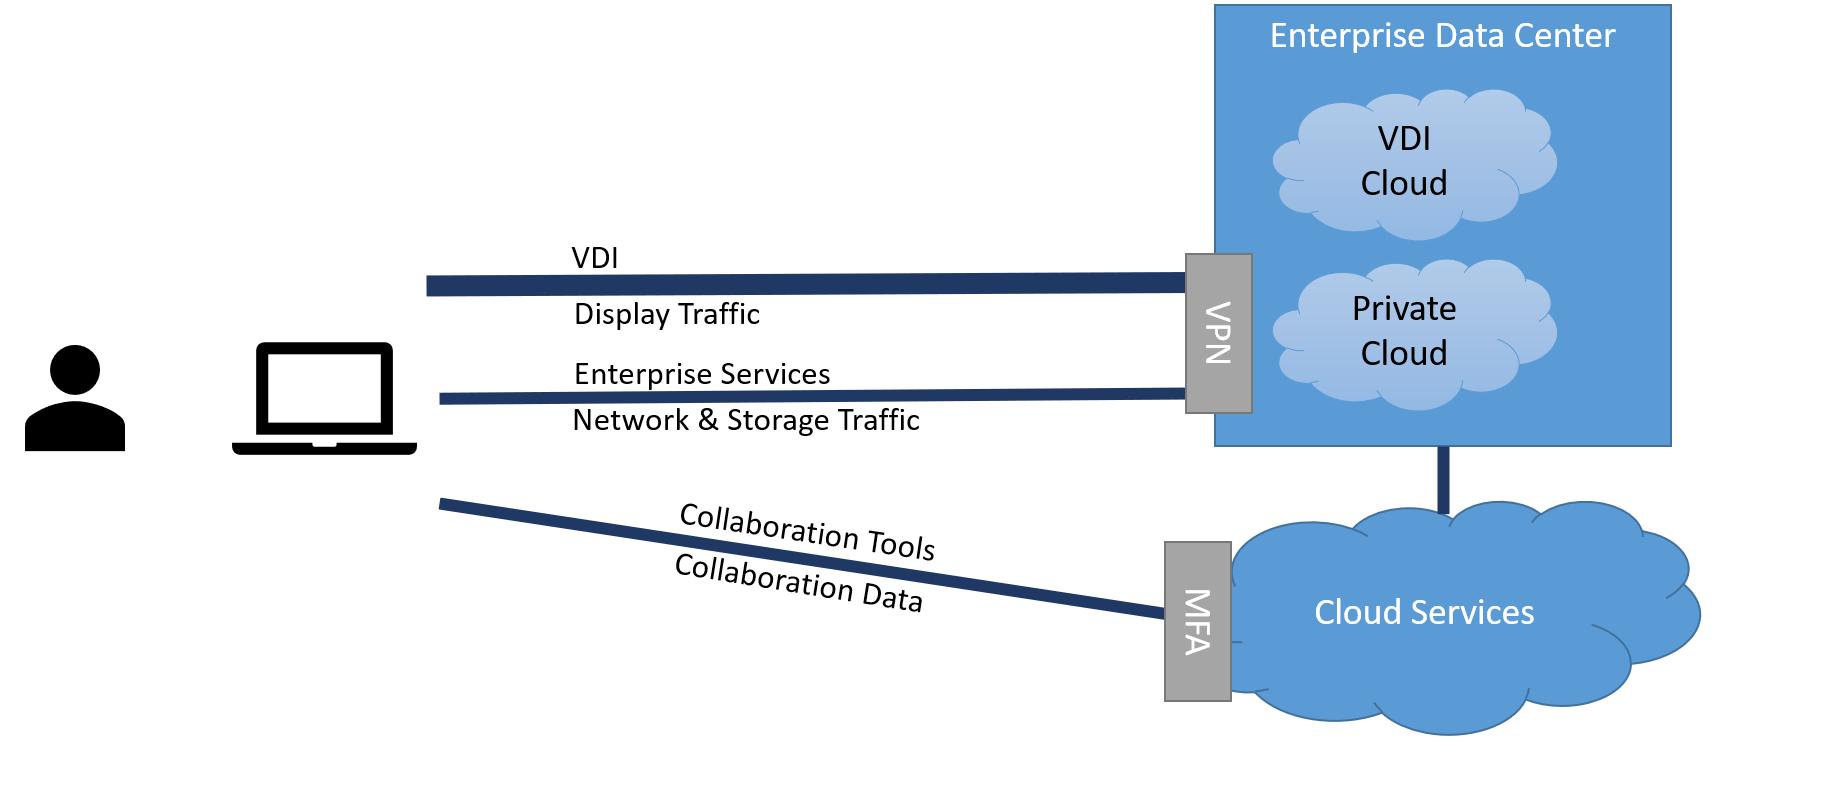 Enterprise Data Center
VDI
Cloud
VDI
Display Traffic
Private
Cloud
VPN
Enterprise Services
Network & Storage Traffic
Collaboration Tools
Collaboration Data
MFA
Cloud Services